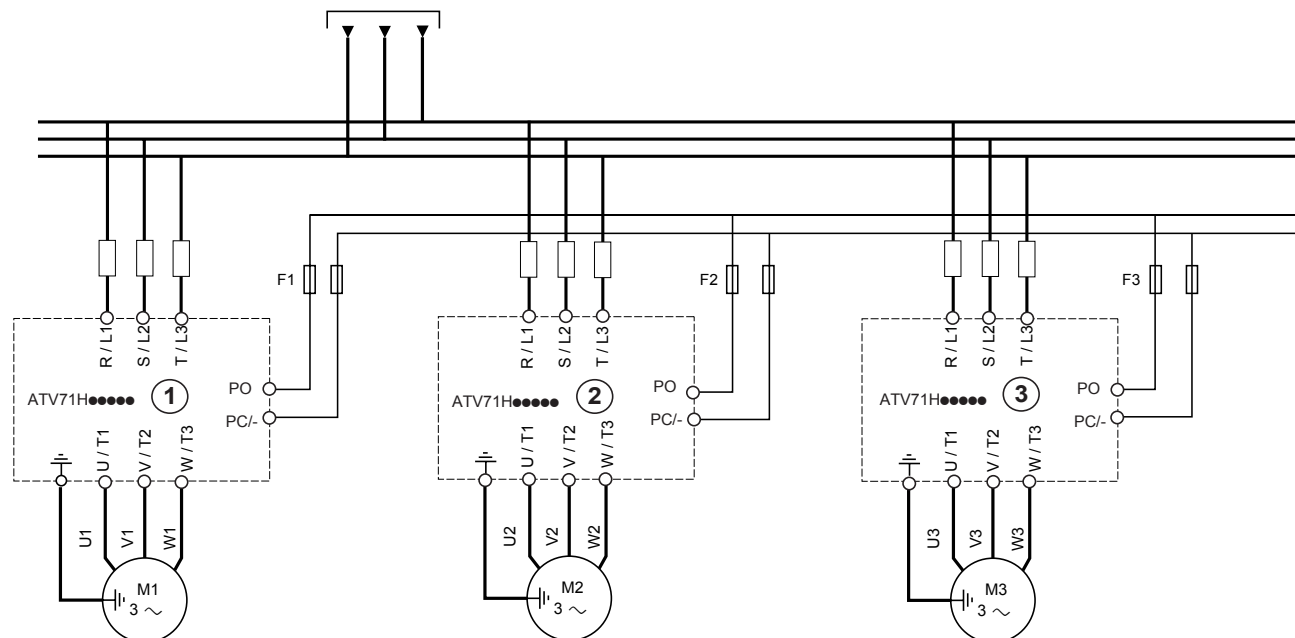 F1
F2
F3
R / L1
S / L2
T / L3
R / L1
S / L2
T / L3
R / L1
S / L2
T / L3
ATV71H●●●●●
1
PO
PC/-
ATV71H●●●●●
2
PO
PC/-
ATV71H●●●●●
3
PO
PC/-
U / T1
V / T2
W / T3
U / T1
V / T2
W / T3
U / T1
V / T2
W / T3
U1
V1
W1
U2
V2
W2
U3
V3
W3
M1
3 ~
M2
3 ~
M3
3 ~